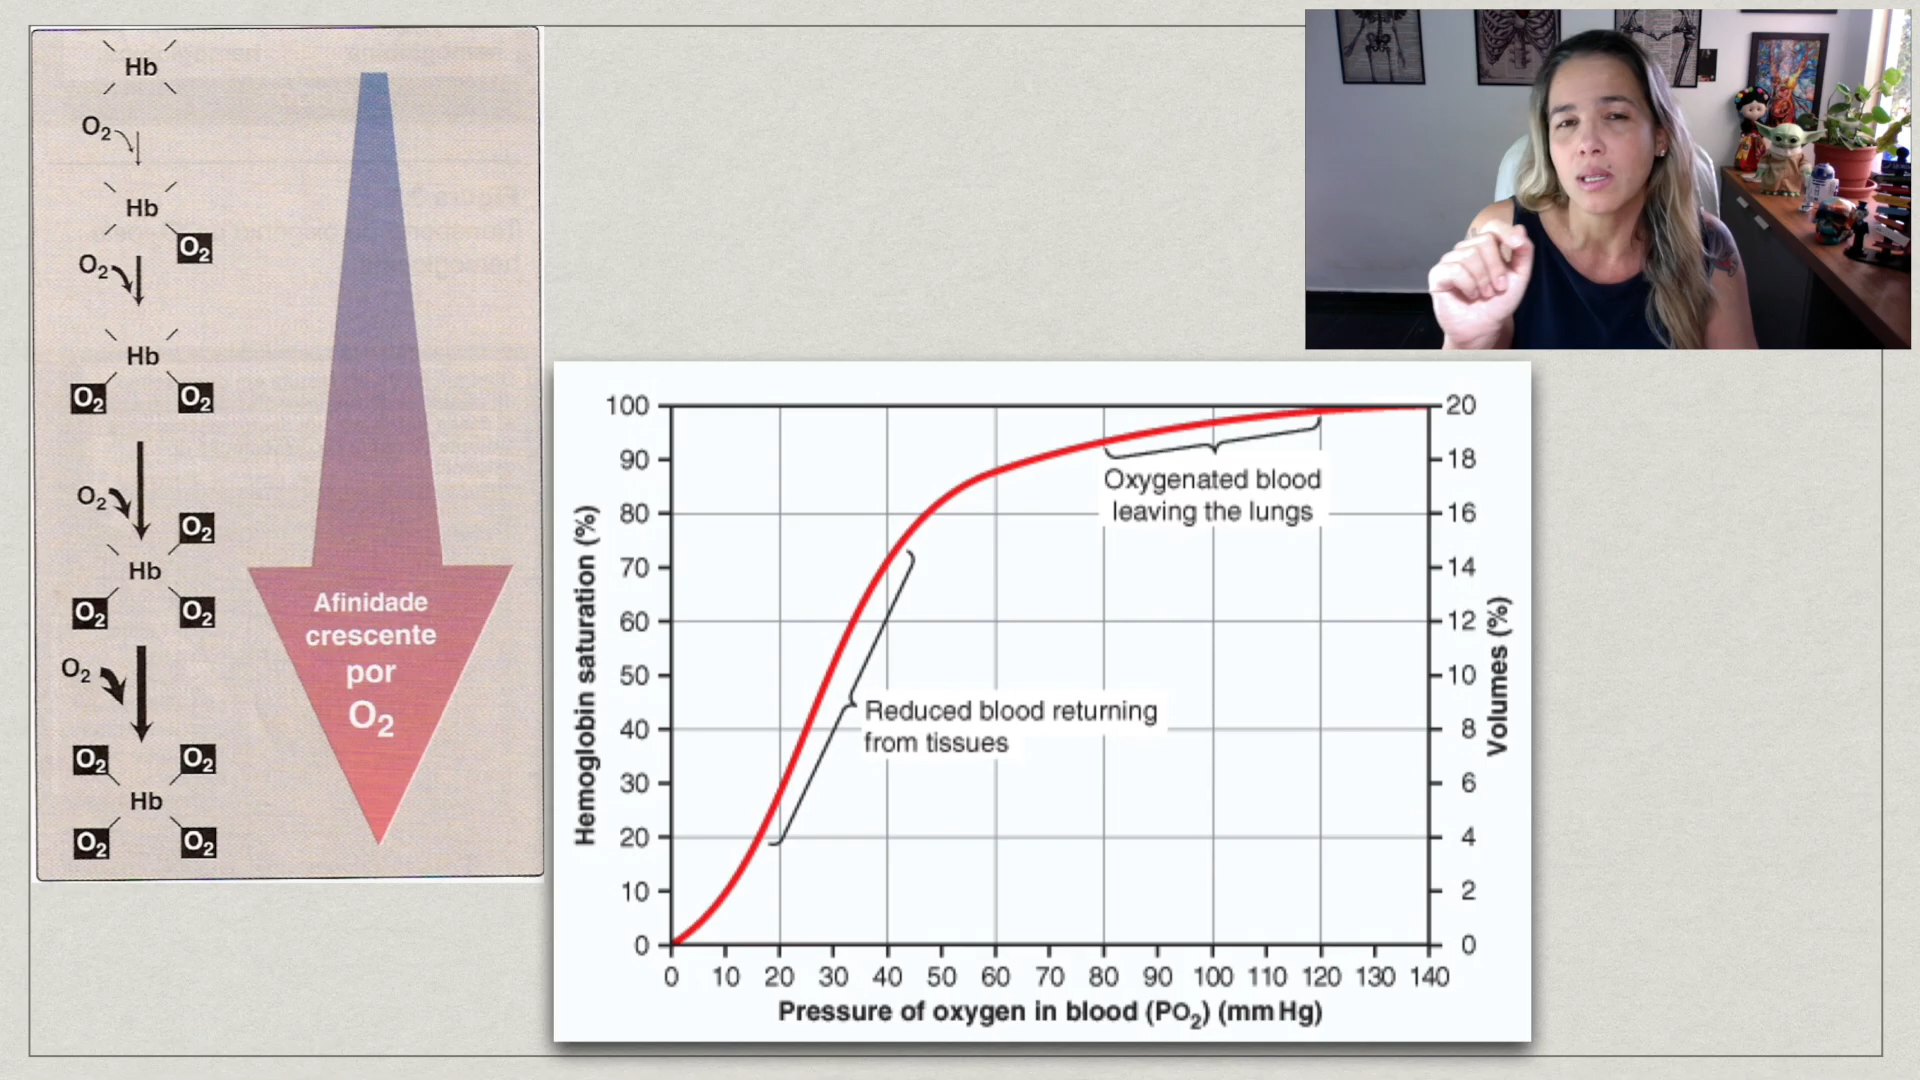 Hb
O₂
Hb
O₂
O₂
Hb
O₂ O₂
O₂
O₂
Hb
O₂ O₂
O₂
O₂ O₂
Hb
O₂ O₂
Afinidade
crescente
por
O₂
Hemoglobin saturation (%)
100
90
80
70
60
50
40
30
20
10
0
Oxygenated blood
leaving the lungs
Reduced blood returning
from tissues
20
18
16
14
12
10
8
6
4
2
0
Volumes (%)
0 10 20 30 40 50 60 70 80 90 100 110 120 130 140
Pressure of oxygen in blood (PO₂) (mm Hg)